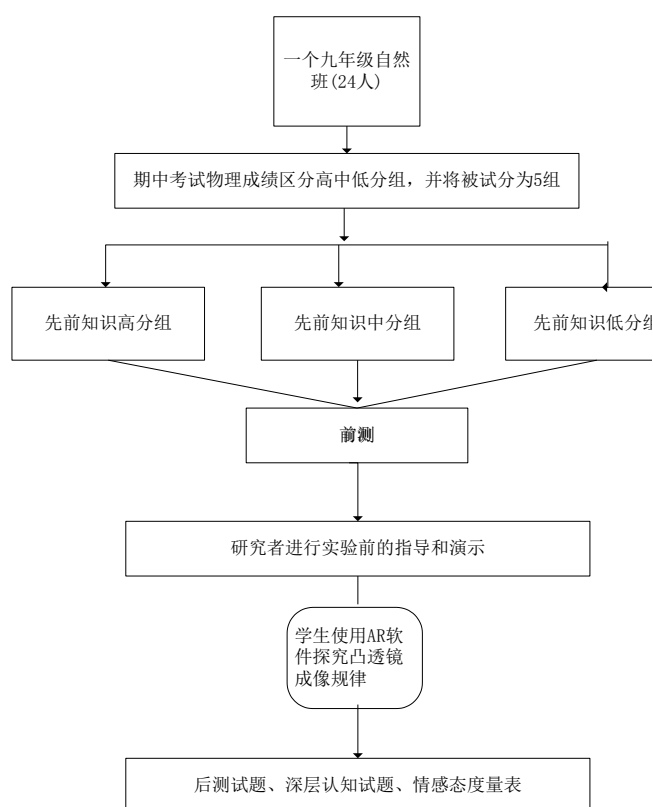 一个九年级自然
班(24人)
期中考试物理成绩区分高中低分组，并将被试分为5组
先前知识高分组
先前知识中分组
先前知识低分组
前测
研究者进行实验前的指导和演示
学生使用AR软
件探究凸透镜
成像规律
后测试题、深层认知试题、情感态度量表